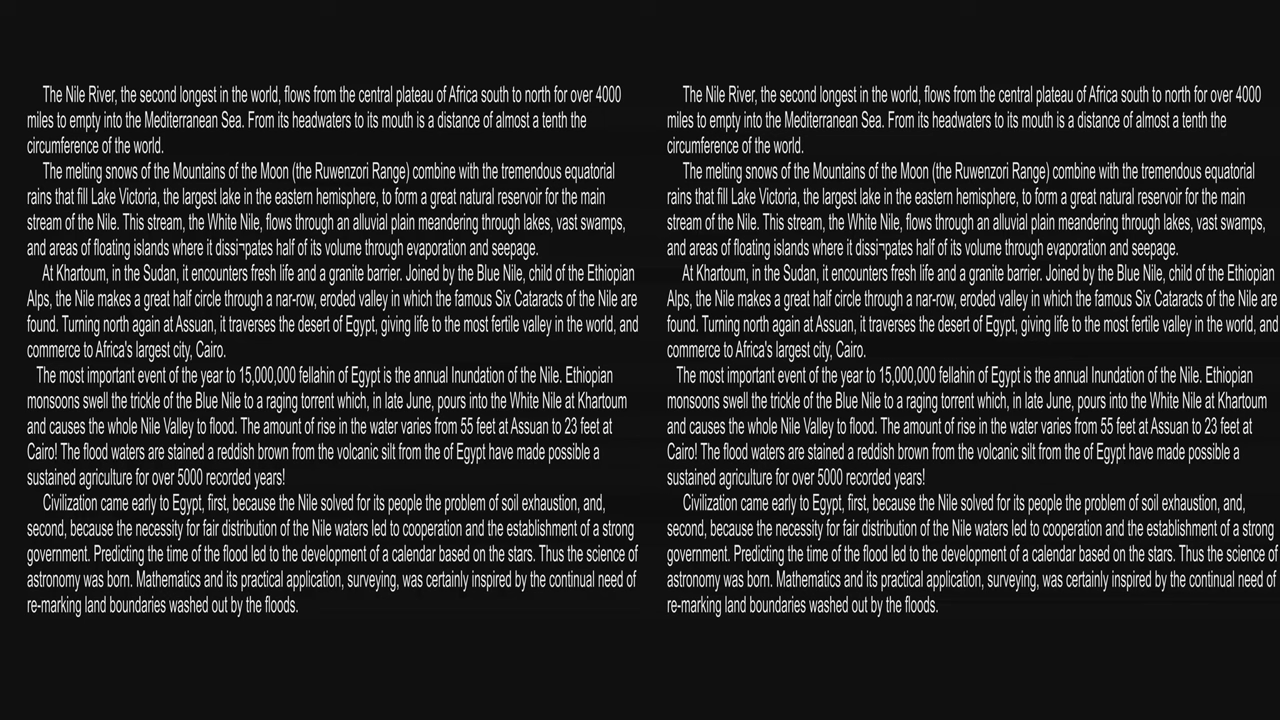 The Nile River, the second longest in the world, flows from the central plateau of Africa south to north for over 4000
miles to empty into the Mediterranean Sea. From its headwaters to its mouth is a distance of almost a tenth the
circumference of the world.
The melting snows of the Mountains of the Moon (the Ruwenzori Range) combine with the tremendous equatorial
rains that fill Lake Victoria, the largest lake in the eastern hemisphere, to form a great natural reservoir for the main
stream of the Nile. This stream, the White Nile, flows through an alluvial plain meandering through lakes, vast swamps,
and areas of floating islands where it dissi¬pates half of its volume through evaporation and seepage.
At Khartoum, in the Sudan, it encounters fresh life and a granite barrier. Joined by the Blue Nile, child of the Ethiopian
Alps, the Nile makes a great half circle through a nar-row, eroded valley in which the famous Six Cataracts of the Nile are
found. Turning north again at Assuan, it traverses the desert of Egypt, giving life to the most fertile valley in the world, and
commerce to Africa's largest city, Cairo.
The most important event of the year to 15,000,000 fellahin of Egypt is the annual Inundation of the Nile. Ethiopian
monsoons swell the trickle of the Blue Nile to a raging torrent which, in late June, pours into the White Nile at Khartoum
and causes the whole Nile Valley to flood. The amount of rise in the water varies from 55 feet at Assuan to 23 feet at
Cairo! The flood waters are stained a reddish brown from the volcanic silt from the of Egypt have made possible a
sustained agriculture for over 5000 recorded years!
Civilization came early to Egypt, first, because the Nile solved for its people the problem of soil exhaustion, and,
second, because the necessity for fair distribution of the Nile waters led to cooperation and the establishment of a strong
government. Predicting the time of the flood led to the development of a calendar based on the stars. Thus the science of
astronomy was born. Mathematics and its practical application, surveying, was certainly inspired by the continual need of
re-marking land boundaries washed out by the floods.
The Nile River, the second longest in the world, flows from the central plateau of Africa south to north for over 4000
miles to empty into the Mediterranean Sea. From its headwaters to its mouth is a distance of almost a tenth the
circumference of the world.
The melting snows of the Mountains of the Moon (the Ruwenzori Range) combine with the tremendous equatorial
rains that fill Lake Victoria, the largest lake in the eastern hemisphere, to form a great natural reservoir for the main
stream of the Nile. This stream, the White Nile, flows through an alluvial plain meandering through lakes, vast swamps,
and areas of floating islands where it dissi¬pates half of its volume through evaporation and seepage.
At Khartoum, in the Sudan, it encounters fresh life and a granite barrier. Joined by the Blue Nile, child of the Ethiopian
Alps, the Nile makes a great half circle through a nar-row, eroded valley in which the famous Six Cataracts of the Nile are
found. Turning north again at Assuan, it traverses the desert of Egypt, giving life to the most fertile valley in the world, and
commerce to Africa's largest city, Cairo.
The most important event of the year to 15,000,000 fellahin of Egypt is the annual Inundation of the Nile. Ethiopian
monsoons swell the trickle of the Blue Nile to a raging torrent which, in late June, pours into the White Nile at Khartoum
and causes the whole Nile Valley to flood. The amount of rise in the water varies from 55 feet at Assuan to 23 feet at
Cairo! The flood waters are stained a reddish brown from the volcanic silt from the of Egypt have made possible a
sustained agriculture for over 5000 recorded years!
Civilization came early to Egypt, first, because the Nile solved for its people the problem of soil exhaustion, and,
second, because the necessity for fair distribution of the Nile waters led to cooperation and the establishment of a strong
government. Predicting the time of the flood led to the development of a calendar based on the stars. Thus the science of
astronomy was born. Mathematics and its practical application, surveying, was certainly inspired by the continual need of
re-marking land boundaries washed out by the floods.